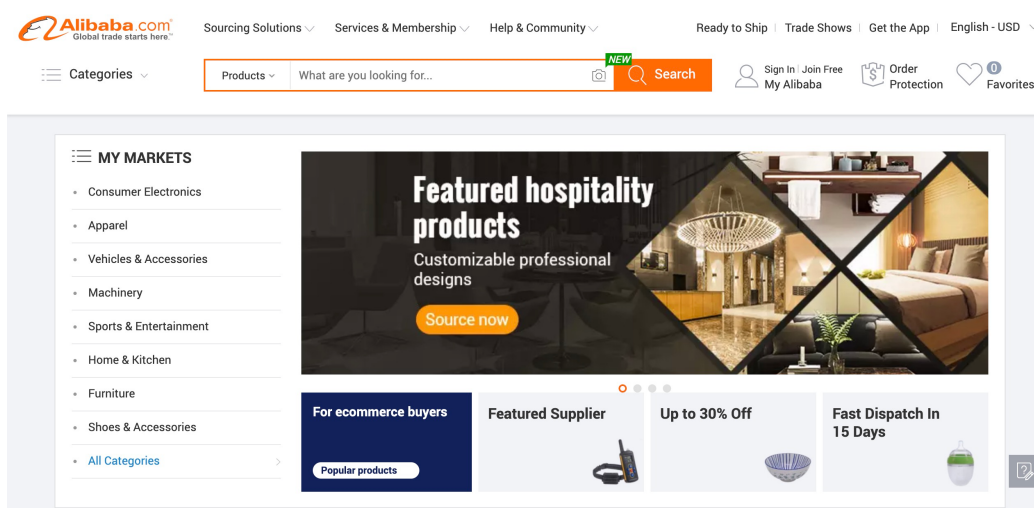 Alibaba.com
Global trade starts here.™
Sourcing Solutions
Services & Membership
Help & Community
Ready to Ship
Trade Shows
Get the App
English - USD
Categories
Products
What are you looking for...
NEW
Search
Sign In
Join Free
My Alibaba
$
Order
Protection
0
Favorites
MY MARKETS
Consumer Electronics
Apparel
Vehicles & Accessories
Machinery
Sports & Entertainment
Home & Kitchen
Furniture
Shoes & Accessories
All Categories
Featured hospitality
products
Customizable professional
designs
Source now
For ecommerce buyers
Popular products
Featured Supplier
Up to 30% Off
Fast Dispatch In
15 Days